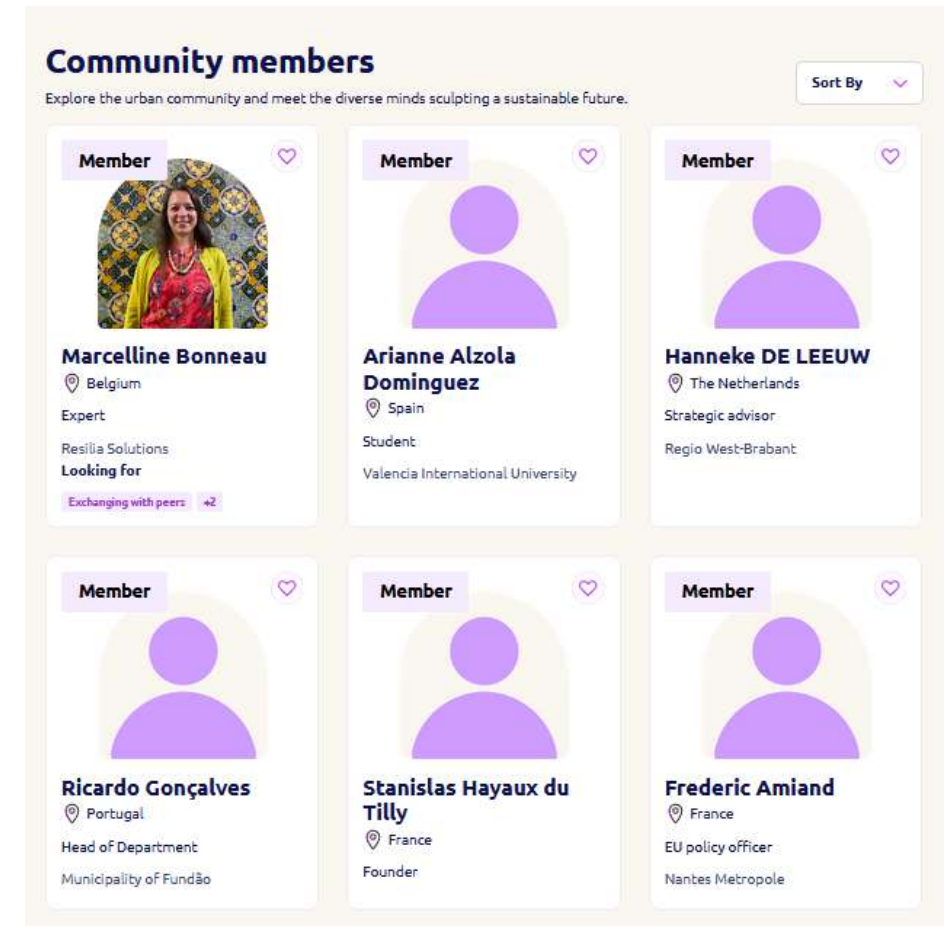 Community members
Explore the urban community and meet the diverse minds sculpting a sustainable future.
Sort By
Member
Marcelline Bonneau
Belgium
Expert
Resilia Solutions
Looking for
Exchanging with peers +2
Member
Arianne Alzola
Dominguez
Spain
Student
Valencia International University
Member
Hanneke DE LEEUW
The Netherlands
Strategic advisor
Regio West-Brabant
Member
Ricardo Gonçalves
Portugal
Head of Department
Municipality of Fundão
Member
Stanislas Hayaux du
Tilly
France
Founder
Member
Frederic Amiand
France
EU policy officer
Nantes Metropole